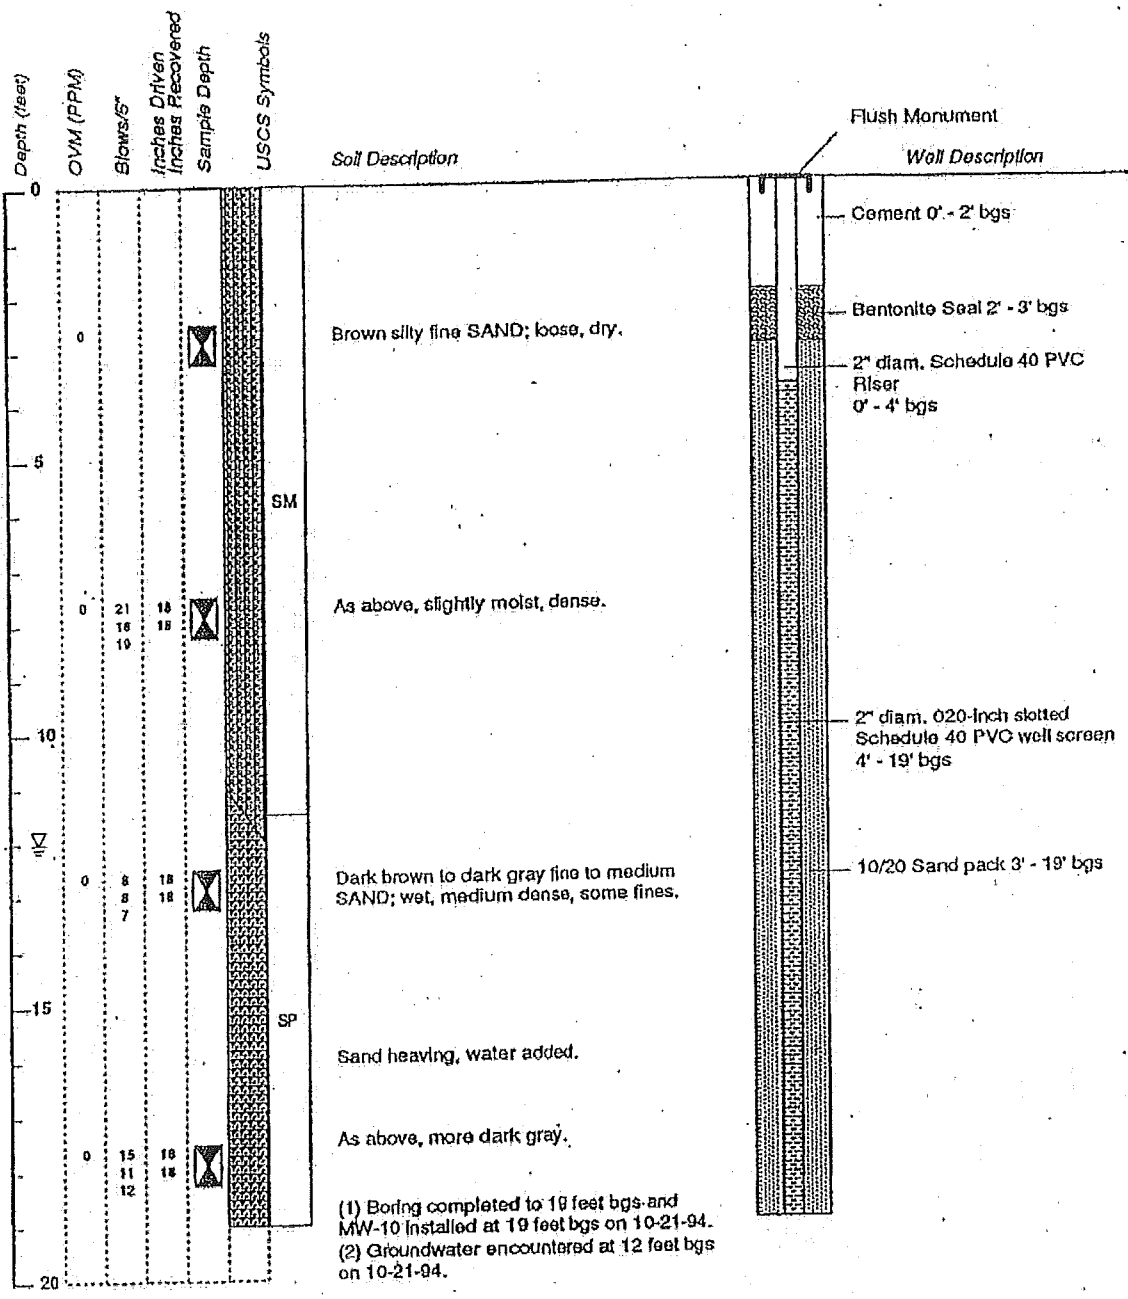 Depth (feet)
OVM (PPM)
Blows/5"
Inches Driven
Inches Recovered
Sample Depth
USCS Symbols
Soil Description
Flush Monument
Well Description
0
Cement 0' - 2' bgs
Bentonite Seal 2' - 3' bgs
0
Brown silty fine SAND; loose, dry.
2" diam. Schedule 40 PVC
Riser
0' - 4' bgs
5
SM
0 21 18
16 18
19
As above, slightly moist, dense.
10
2" diam. 020-inch slotted
Schedule 40 PVC well screen
4' - 19' bgs
10/20 Sand pack 3' - 19' bgs
0 8 18
8 18
7
Dark brown to dark gray fine to medium
SAND; wet, medium dense, some fines.
15
SP
Sand heaving, water added.
As above, more dark gray.
0 15 18
11 18
12
(1) Boring completed to 19 feet bgs and
MW-10 installed at 19 feet bgs on 10-21-94.
(2) Groundwater encountered at 12 feet bgs
on 10-21-94.
20